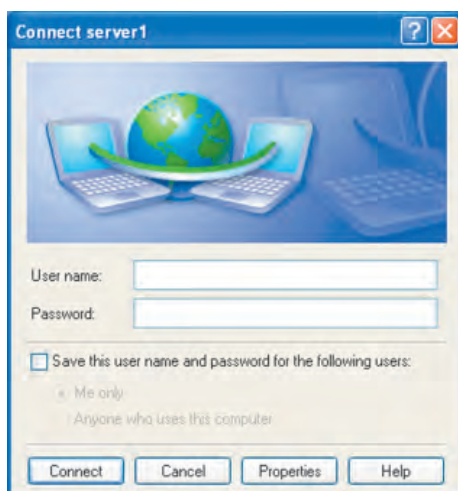 Connect server1
User name:
Password:
Save this user name and password for the following users:
Me only
Anyone who uses this computer
Connect Cancel Properties Help